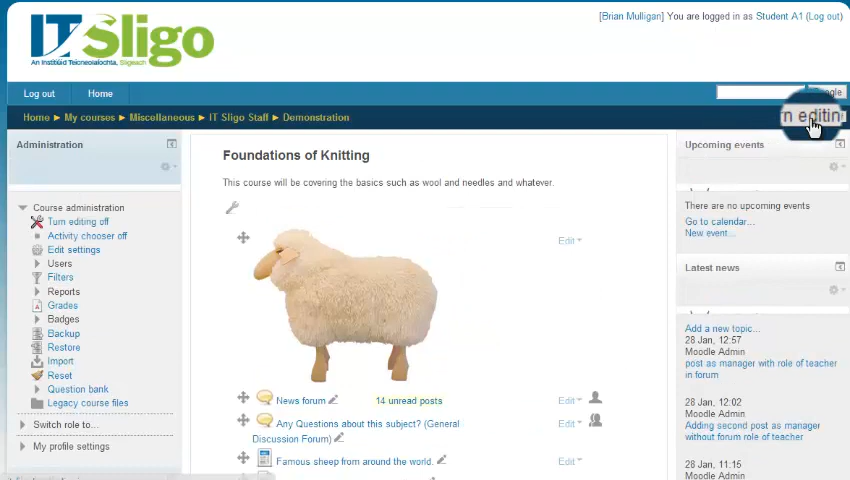 [Brian Mulligan] You are logged in as Student A1 (Log out)
ITSligo
An Institiúid Teicneolaíochta, Sligeach
Log out Home
Home ► My courses ► Miscellaneous ► IT Sligo Staff ► Demonstration
n editin
Administration
Course administration
Turn editing off
Activity chooser off
Edit settings
Users
Filters
Reports
Grades
Badges
Backup
Restore
Import
Reset
Question bank
Legacy course files
Switch role to...
My profile settings
Foundations of Knitting
This course will be covering the basics such as wool and needles and whatever.
Edit
News forum 14 unread posts Edit
Any Questions about this subject? (General Edit
Discussion Forum)
Famous sheep from around the world. Edit
Upcoming events
There are no upcoming events
Go to calendar...
New event...
Latest news
Add a new topic...
28 Jan, 12:57
Moodle Admin
post as manager with role of teacher
in forum
28 Jan, 12:02
Moodle Admin
Adding second post as manager
without forum role of teacher
28 Jan, 11:15
Moodle Admin